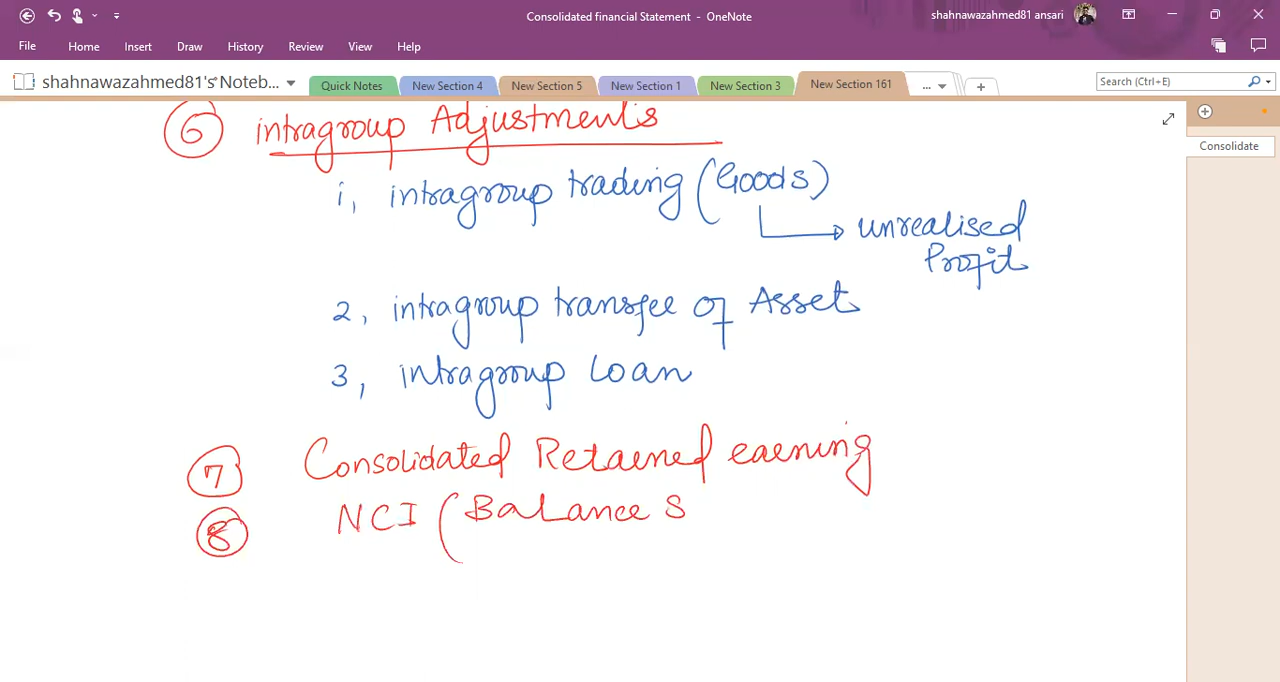 Consolidated financial Statement - OneNote
shahnawazahmed81 ansari
File Home Insert Draw History Review View Help
shahnawazahmed81's Noteb... Quick Notes New Section 4 New Section 5 New Section 1 New Section 3 New Section 161 ... Search (Ctrl+E)
Consolidate
6 intragroup Adjustments
i, intragroup trading (Goods)
unrealised
Profit
2, intragroup transfee of Asset
3, intragroup Loan
7 Consolidated Retained earning
8 NCI (Balance S